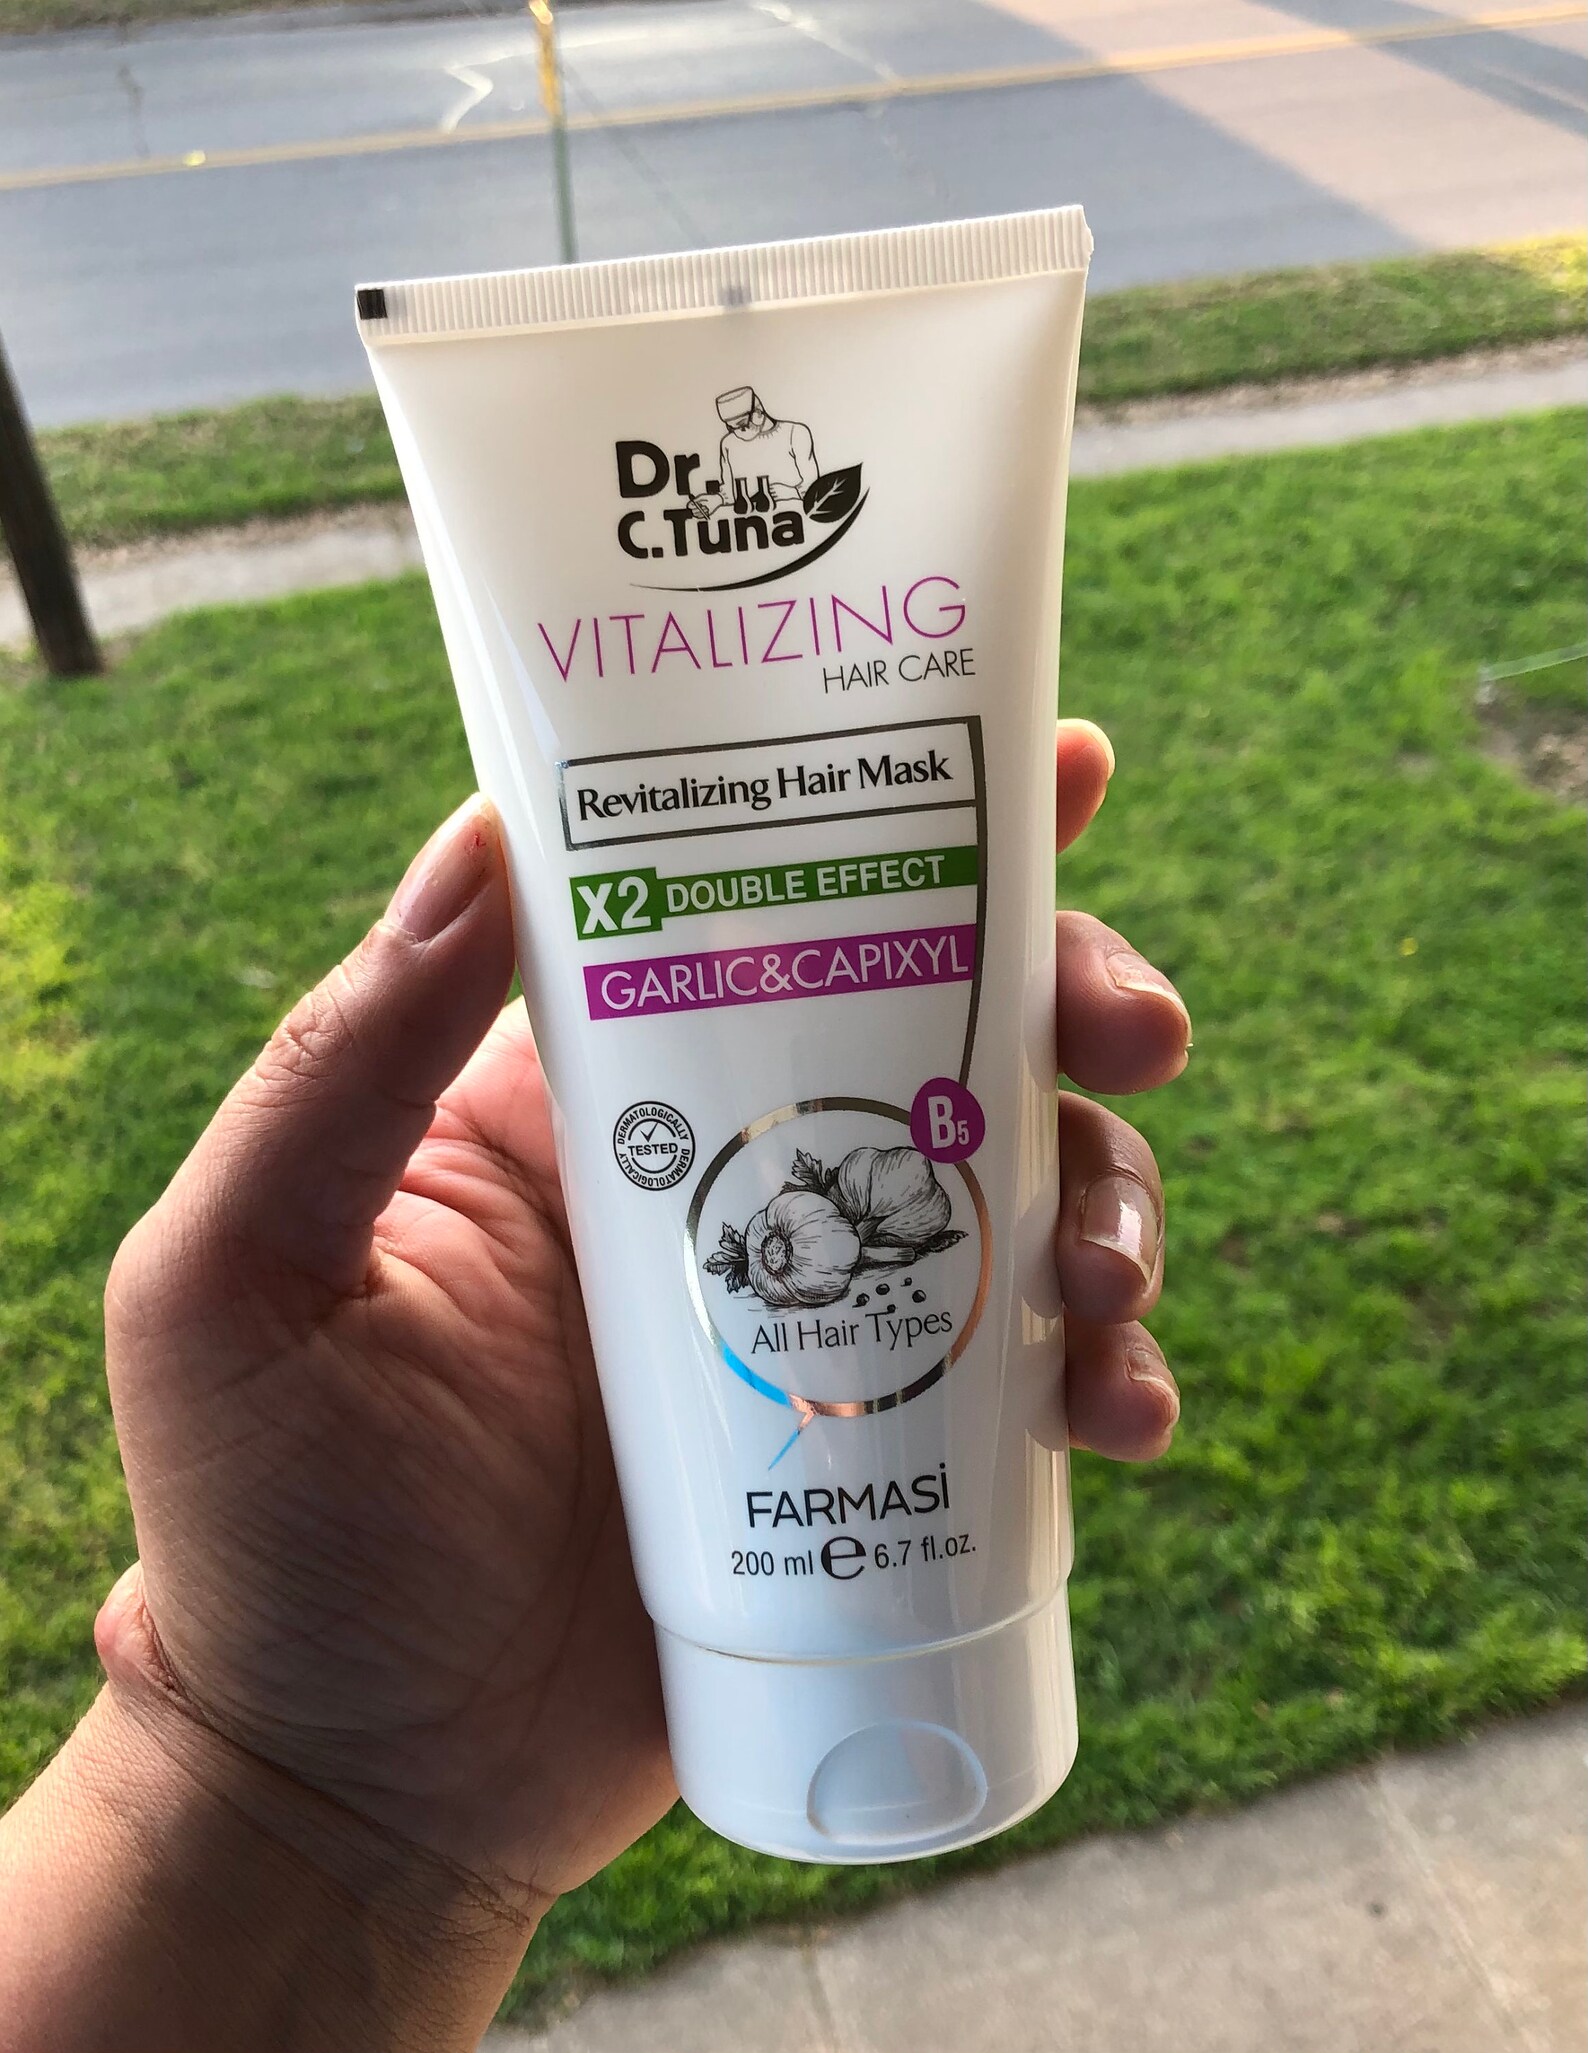 Dr.
C.Tuna
VITALIZING
HAIR CARE
Revitalizing Hair Mask
X2 DOUBLE EFFECT
GARLIC&CAPIXYL
B5
DERMATOLOGICALLY
TESTED
DERMATOLOGICALLY
All Hair Types
FARMASİ
200 ml e 6.7 fl.oz.